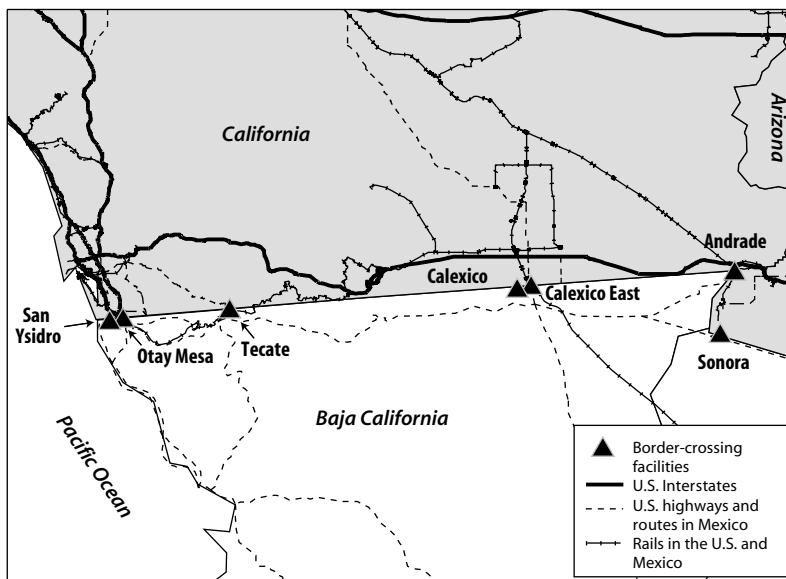 California
Arizona
Andrade
Calexico
Calexico East
San
Ysidro
Otay Mesa
Tecate
Sonora
Baja California
Pacific Ocean
Border-crossing
facilities
U.S. Interstates
U.S. highways and
routes in Mexico
Rails in the U.S. and
Mexico